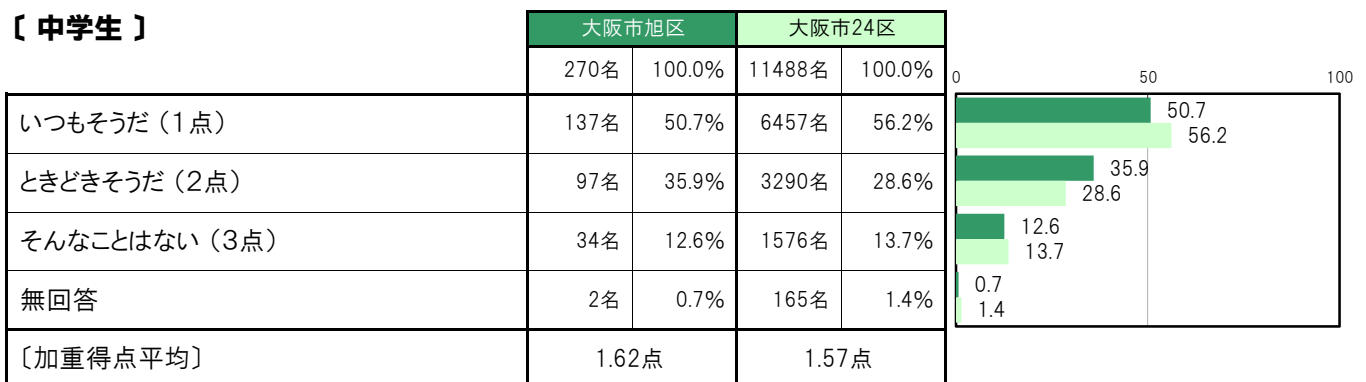 〔 中学生 〕
大阪市旭区 大阪市24区
270名 100.0% 11488名 100.0%
0 50 100
いつもそうだ（1点） 137名 50.7% 6457名 56.2%
50.7
56.2
ときどきそうだ（2点） 97名 35.9% 3290名 28.6%
35.9
28.6
そんなことはない（3点） 34名 12.6% 1576名 13.7%
12.6
13.7
無回答 2名 0.7% 165名 1.4%
0.7
1.4
〔加重得点平均〕 1.62点 1.57点